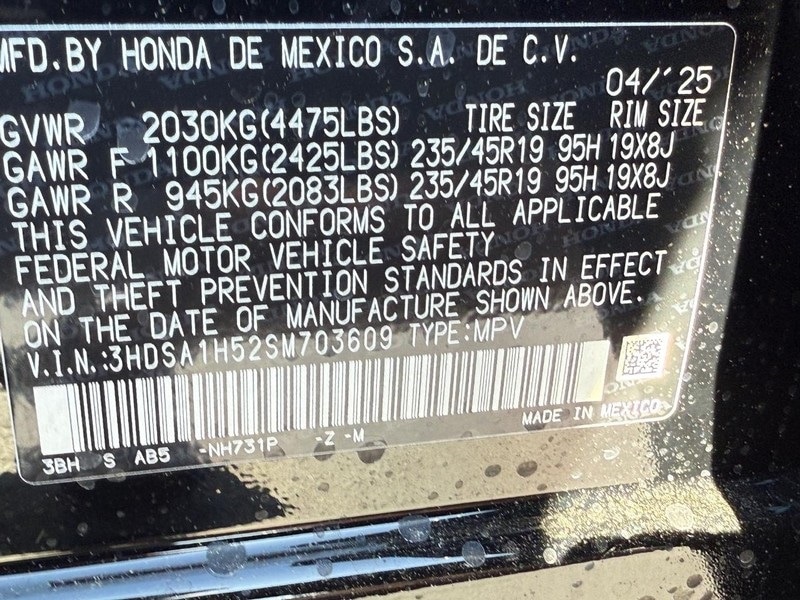 MFD.BY HONDA DE MEXICO S.A. DE C.V.
04/'25
GVWR 2030KG(4475LBS) TIRE SIZE RIM SIZE
GAWR F 1100KG(2425LBS) 235/45R19 95H 19X8J
GAWR R 945KG(2083LBS) 235/45R19 95H 19X8J
THIS VEHICLE CONFORMS TO ALL APPLICABLE
FEDERAL MOTOR VEHICLE SAFETY
AND THEFT PREVENTION STANDARDS IN EFFECT
ON THE DATE OF MANUFACTURE SHOWN ABOVE.
V.I.N.:3HDSA1H52SM703609 TYPE:MPV
MADE IN MEXICO
3BH S AB5 -NH731P -Z -M